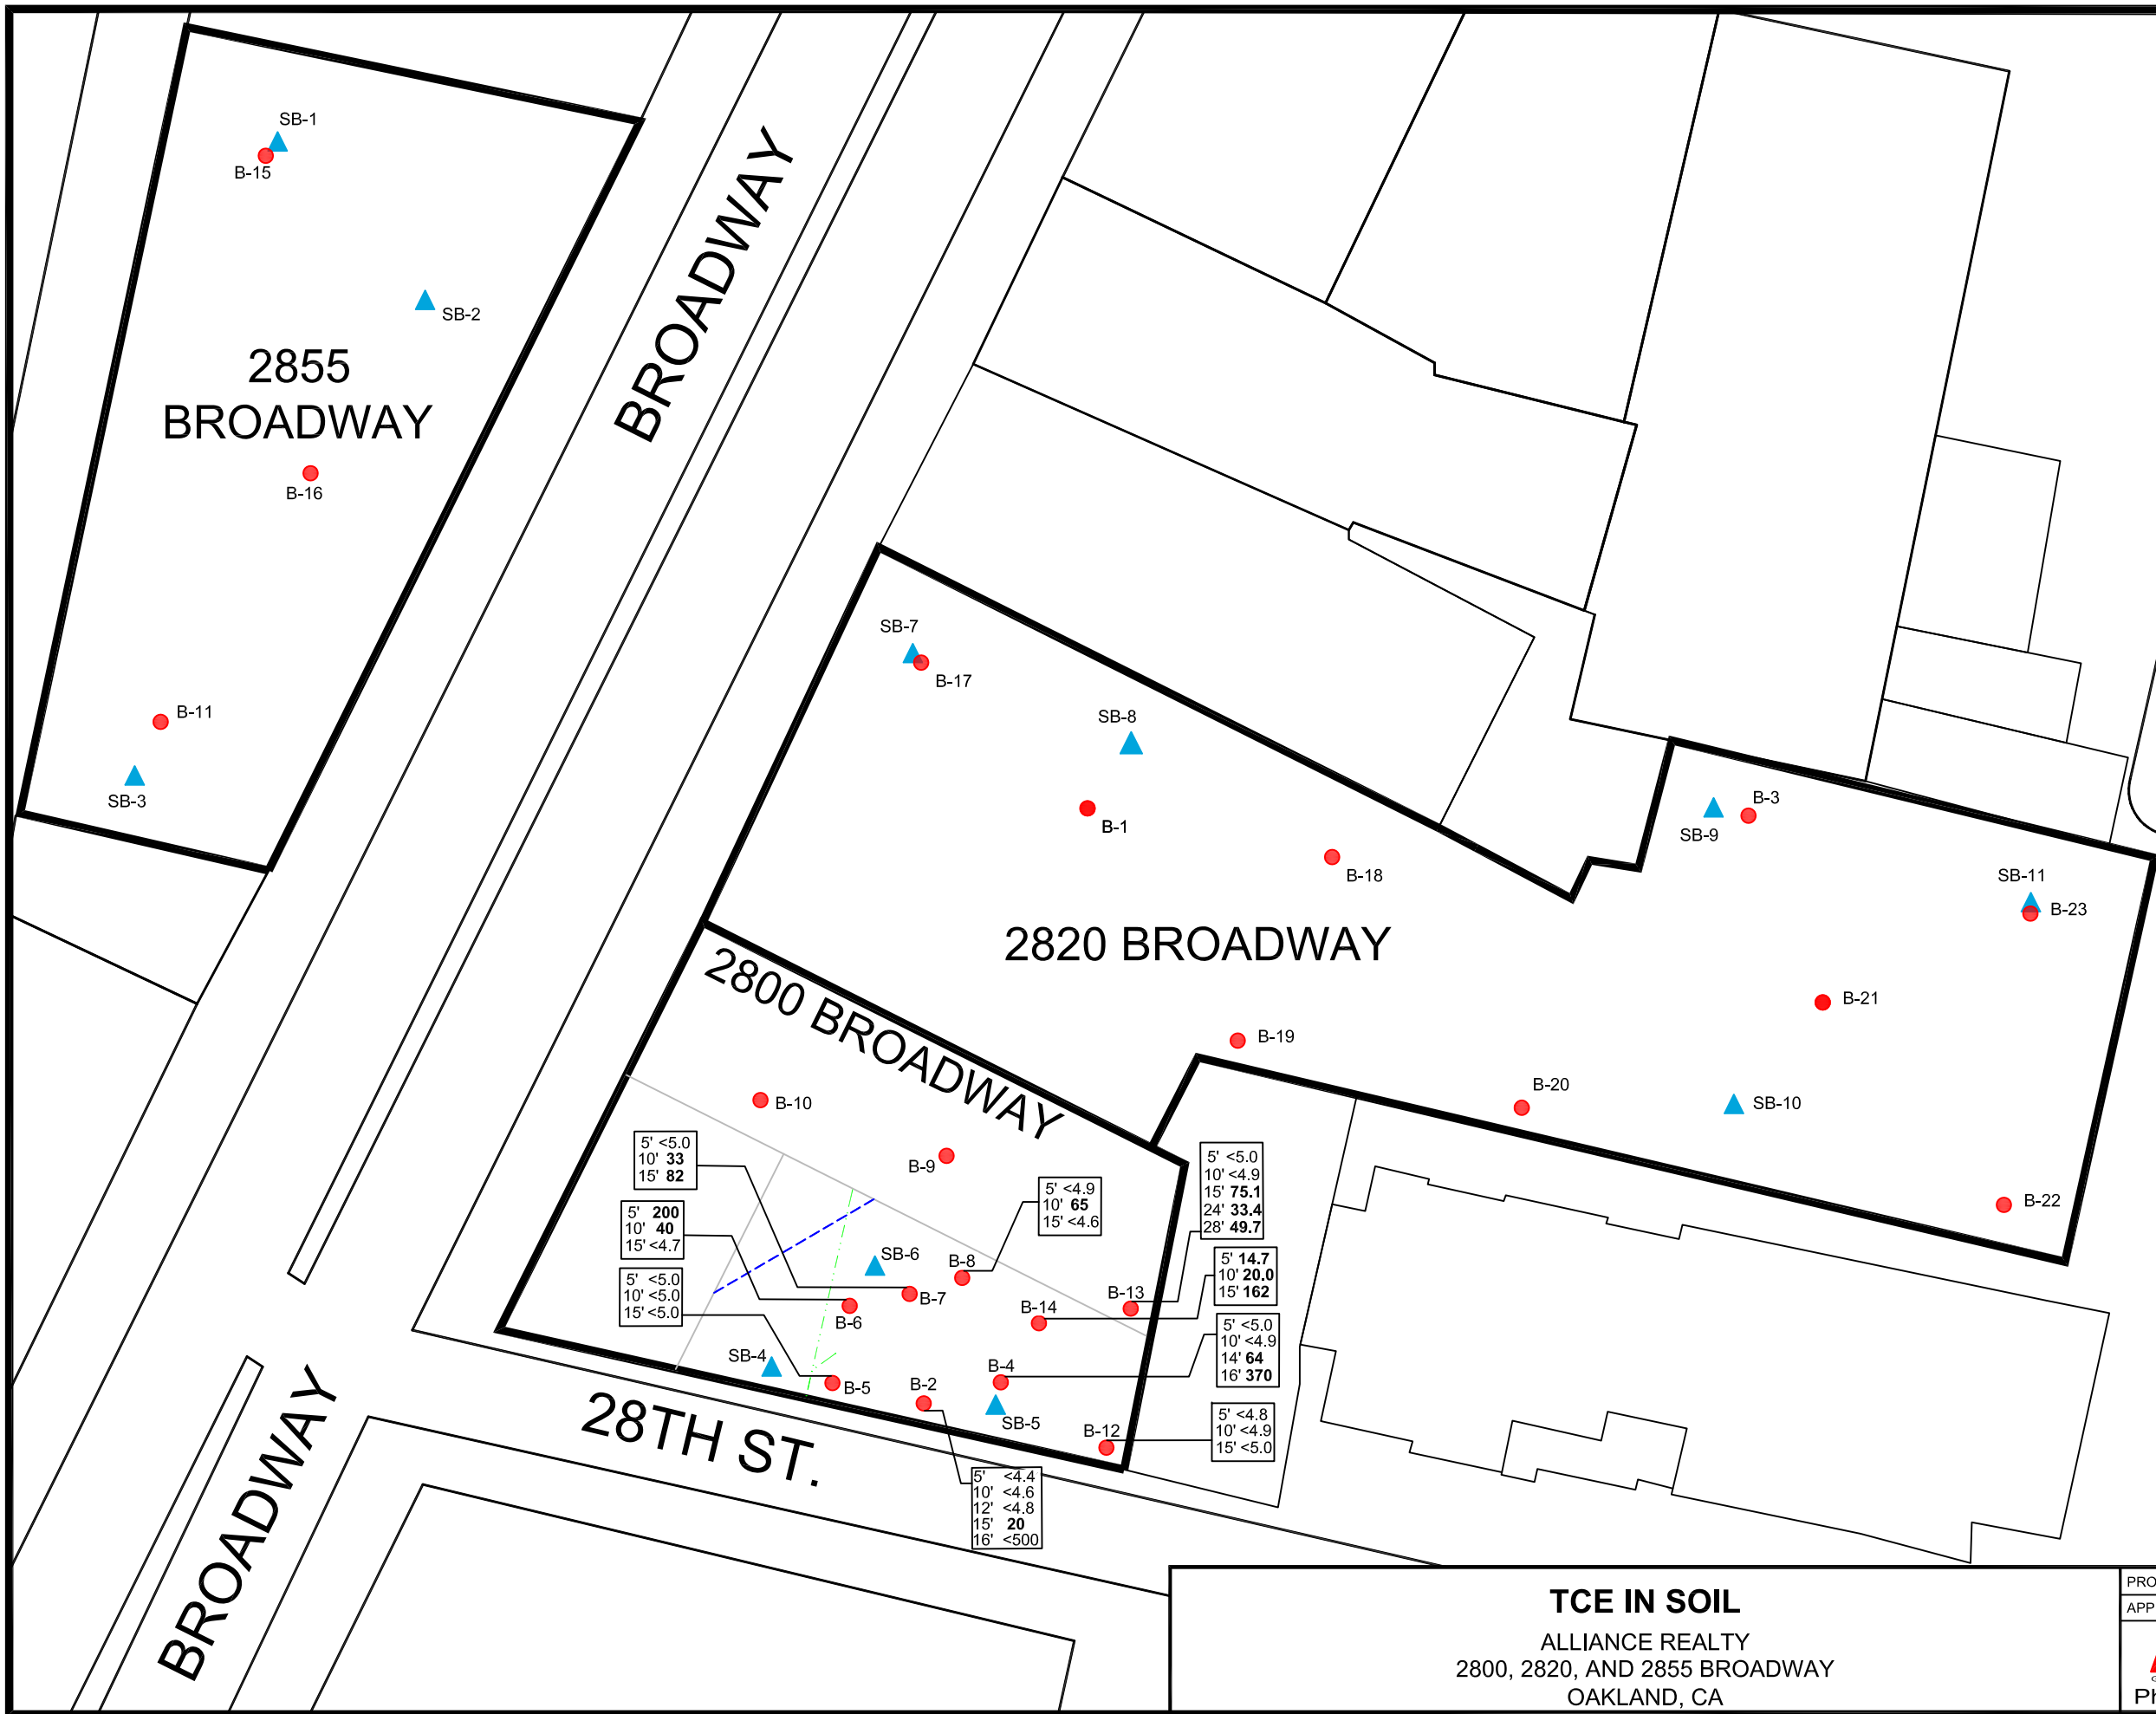 SB-1
B-15
SB-2
2855
BROADWAY
B-16
B-11
SB-3
BROADWAY
SB-7
B-17
SB-8
B-1
B-18
SB-9
B-3
SB-11
B-23
2820 BROADWAY
B-21
B-19
B-20
SB-10
B-22
2800 BROADWAY
B-10
B-9
5' <5.0
10' 33
15' 82
5' 200
10' 40
15' <4.7
5' <5.0
10' <5.0
15' <5.0
5' <4.9
10' 65
15' <4.6
5' <5.0
10' <4.9
15' 75.1
24' 33.4
28' 49.7
5' 14.7
10' 20.0
15' 162
5' <5.0
10' <4.9
14' 64
16' 370
5' <4.8
10' <4.9
15' <5.0
SB-6
B-8
B-7
B-6
B-14
B-13
SB-4
B-5
B-2
B-4
SB-5
B-12
5' <4.4
10' <4.6
12' <4.8
15' 20
16' <500
28TH ST.
BROADWAY
TCE IN SOIL
ALLIANCE REALTY
2800, 2820, AND 2855 BROADWAY
OAKLAND, CA
PRO
APP